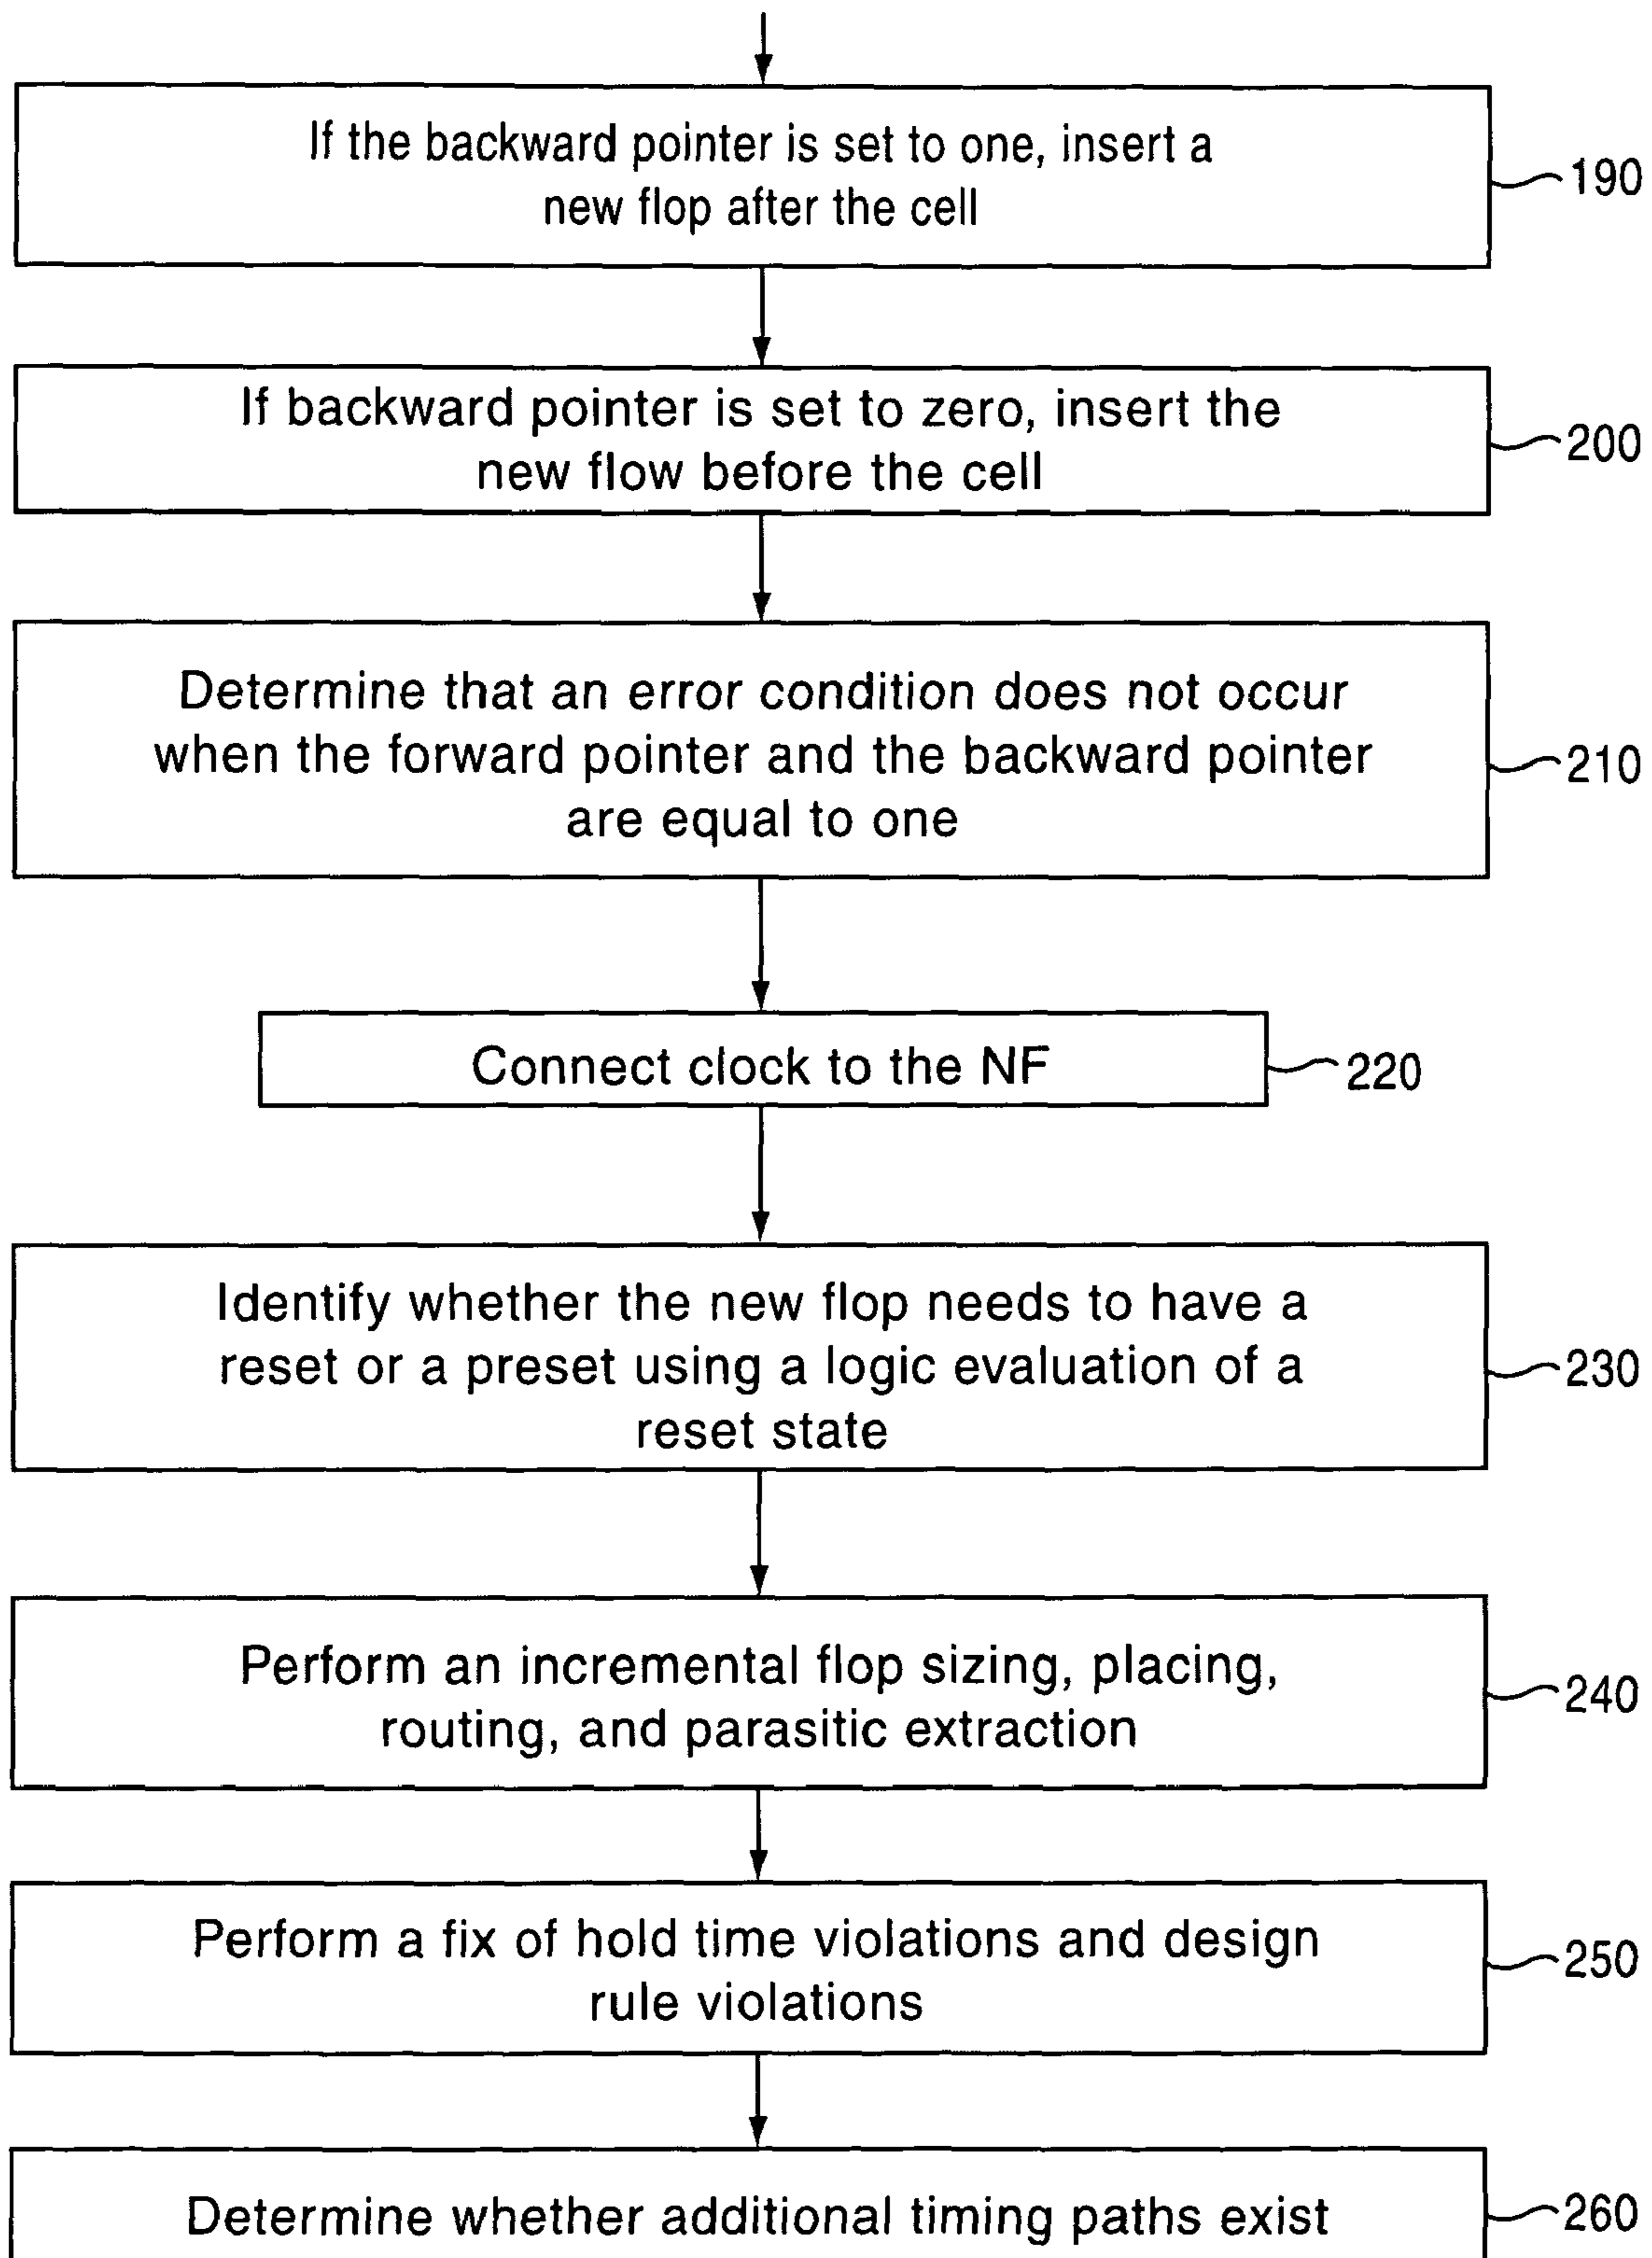 If the backward pointer is set to one, insert a
new flop after the cell
190
If backward pointer is set to zero, insert the
new flow before the cell
200
Determine that an error condition does not occur
when the forward pointer and the backward pointer
are equal to one
210
Connect clock to the NF
220
Identify whether the new flop needs to have a
reset or a preset using a logic evaluation of a
reset state
230
Perform an incremental flop sizing, placing,
routing, and parasitic extraction
240
Perform a fix of hold time violations and design
rule violations
250
Determine whether additional timing paths exist
260